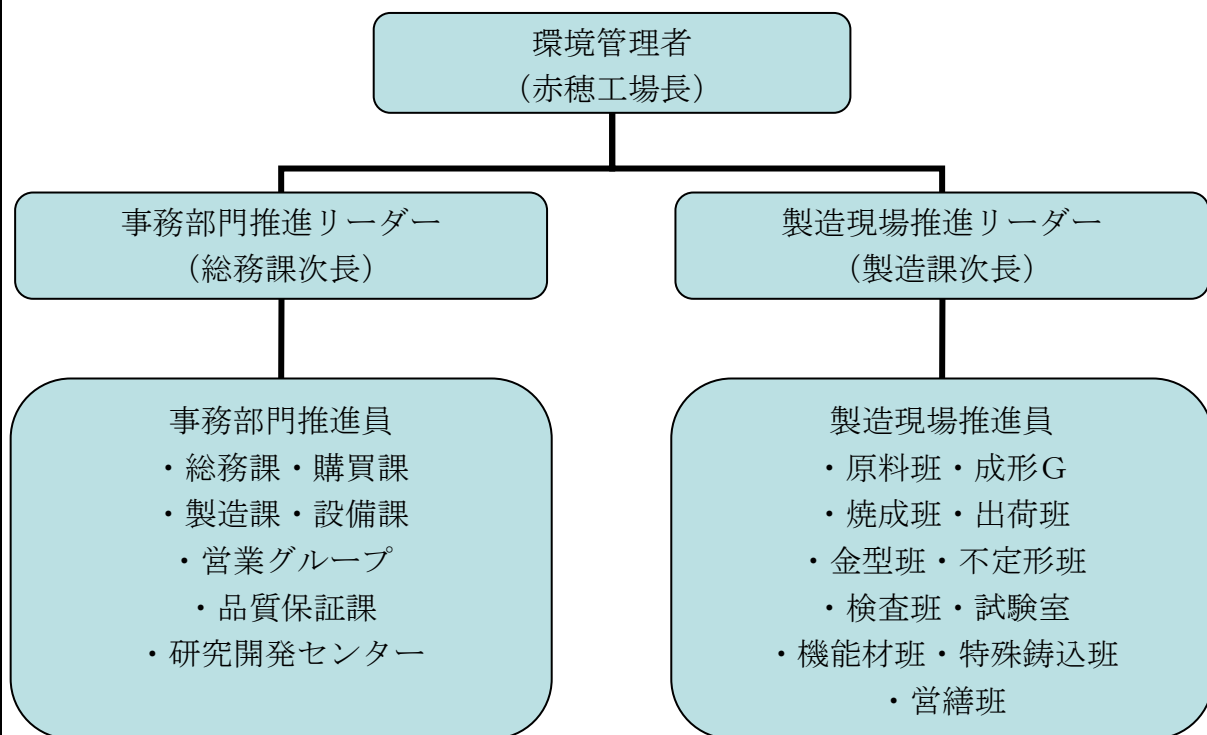 環境管理者
（赤穂工場長）
事務部門推進リーダー
（総務課次長）
製造現場推進リーダー
（製造課次長）
事務部門推進員
・総務課・購買課
・製造課・設備課
・営業グループ
・品質保証課
・研究開発センター
製造現場推進員
・原料班・成形Ｇ
・焼成班・出荷班
・金型班・不定形班
・検査班・試験室
・機能材班・特殊鋳込班
・営繕班